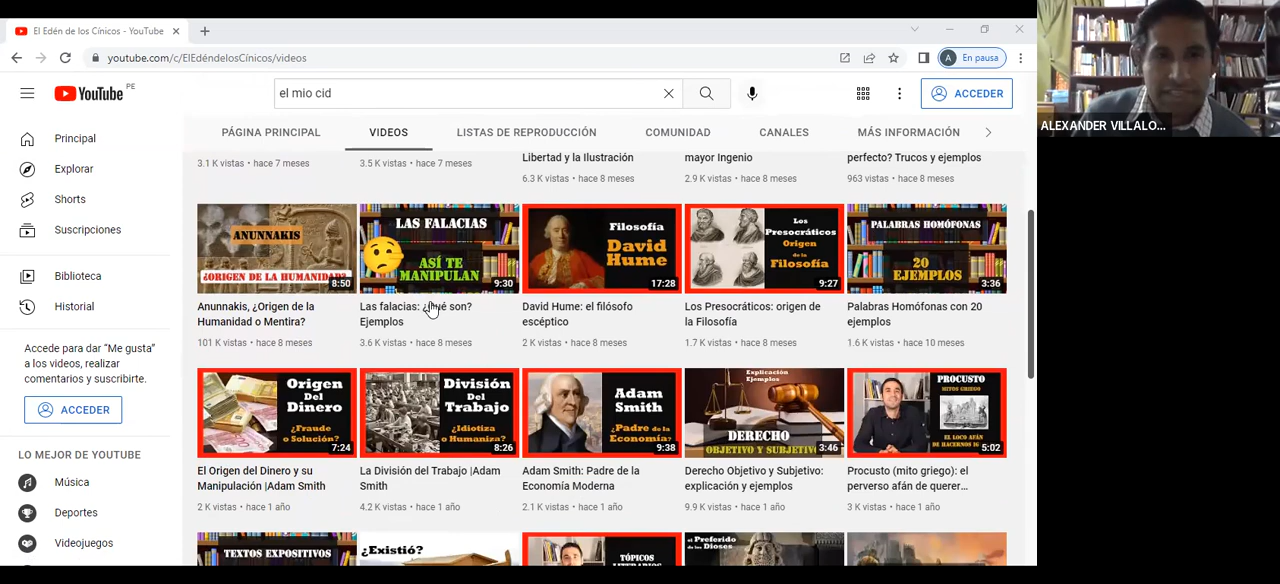 El Edén de los Cínicos - YouTube
youtube.com/c/ElEdéndelosCínicos/videos
A En pausa
YouTube PE
el mio cid
ACCEDER
PÁGINA PRINCIPAL VIDEOS LISTAS DE REPRODUCCIÓN COMUNIDAD CANALES MÁS INFORMACIÓN
Principal
Explorar
Shorts
Suscripciones
Biblioteca
Historial
Accede para dar “Me gusta”
a los videos, realizar
comentarios y suscribirte.
ACCEDER
LO MEJOR DE YOUTUBE
Música
Deportes
Videojuegos
3.1 K vistas • hace 7 meses
3.5 K vistas • hace 7 meses
Libertad y la Ilustración
6.3 K vistas • hace 8 meses
mayor Ingenio
2.9 K vistas • hace 8 meses
perfecto? Trucos y ejemplos
963 vistas • hace 8 meses
ANUNNAKIS
¿ORIGEN DE LA HUMANIDAD?
8:50
Anunnakis, ¿Origen de la
Humanidad o Mentira?
101 K vistas • hace 8 meses
LAS FALACIAS
ASÍ TE
MANIPULAN
9:30
Las falacias: ¿Qué son?
Ejemplos
3.6 K vistas • hace 8 meses
Filosofía
David
Hume
17:28
David Hume: el filósofo
escéptico
2 K vistas • hace 8 meses
Los
Presocráticos
Origen
de la
Filosofía
9:27
Los Presocráticos: origen de
la Filosofía
1.7 K vistas • hace 8 meses
PALABRAS HOMÓFONAS
20
EJEMPLOS
3:36
Palabras Homófonas con 20
ejemplos
1.6 K vistas • hace 10 meses
Origen
Del
Dinero
¿Fraude
o Solución?
7:24
El Origen del Dinero y su
Manipulación |Adam Smith
2 K vistas • hace 1 año
División
Del
Trabajo
¿Idiotiza
o Humaniza?
8:26
La División del Trabajo |Adam
Smith
4.2 K vistas • hace 1 año
Adam
Smith
¿Padre de la
Economía?
9:38
Adam Smith: Padre de la
Economía Moderna
2.1 K vistas • hace 1 año
Explicación
Ejemplos
DERECHO
OBJETIVO Y SUBJETIVO
3:46
Derecho Objetivo y Subjetivo:
explicación y ejemplos
9.9 K vistas • hace 1 año
PROCUSTO
MITOS GRIEGO
EL LOCO AFÁN
DE HACERNOS IG
5:02
Procusto (mito griego): el
perverso afán de querer...
3 K vistas • hace 1 año
TEXTOS EXPOSITIVOS
¿Existió?
TÓPICOS
el Preferido
de los Dioses
ALEXANDER VILLALO...